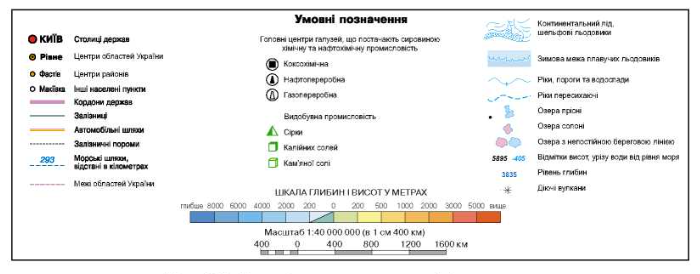 Умовні позначення
КИЇВ Столиці держав
Рівне Центри областей України
Фастів Центри районів
Макіївка Інші населені пункти
Кордони держав
Залізниці
Автомобільні шляхи
Залізничні пороми
293 Морські шляхи,
відстані в кілометрах
Межі областей України
Головні центри галузей, що постачають сировиною
хімічну та нафтохімічну промисловість
Коксохімічна
Нафтопереробна
Газопереробна
Видобувна промисловість
Сірки
Калійних солей
Кам'яної солі
Континентальний лід,
шельфові льодовики
Зимова межа плавучих льодовиків
Ріки, пороги та водоспади
Ріки пересихаючі
Озера прісні
Озера солоні
Озера з непостійною береговою лінією
5895 -405 Відмітки висот, урізу води від рівня моря
3835 Рівень глибин
Діючі вулкани
ШКАЛА ГЛИБИН І ВИСОТ У МЕТРАХ
глибше 8000 6000 4000 2000 200 0 200 500 1000 2000 3000 5000 вище
Масштаб 1:40 000 000 (в 1 см 400 км)
400 0 400 800 1200 1600 км